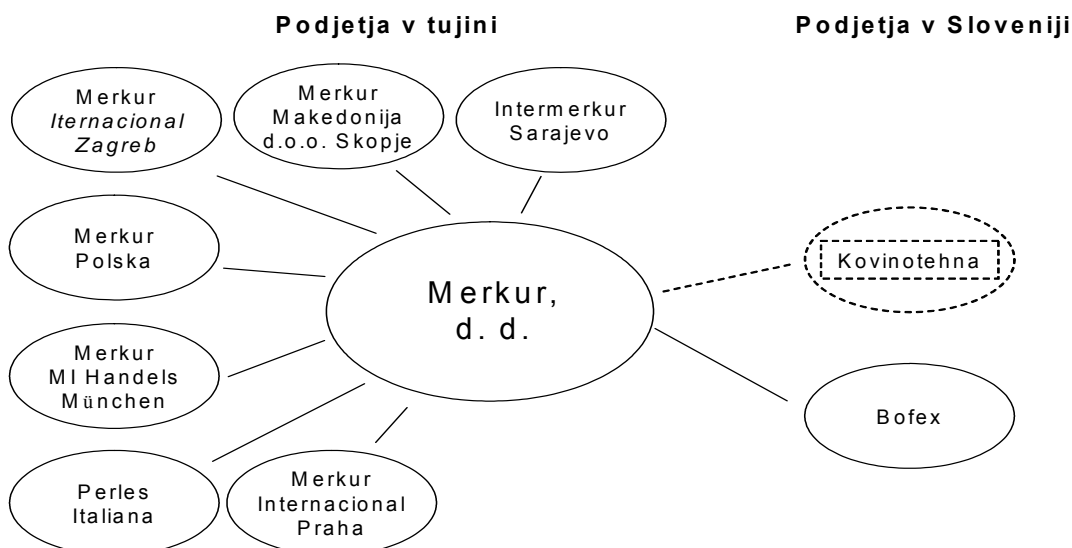 Podjetja v tujini
Podjetja v Sloveniji
Merkur
Iternacional
Zagreb
Merkur
Makedonija
d.o.o. Skopje
Intermerkur
Sarajevo
Merkur
Polska
Merkur,
d. d.
Kovinotehna
Merkur
MI Handels
München
Bofex
Perles
Italiana
Merkur
Internacional
Praha